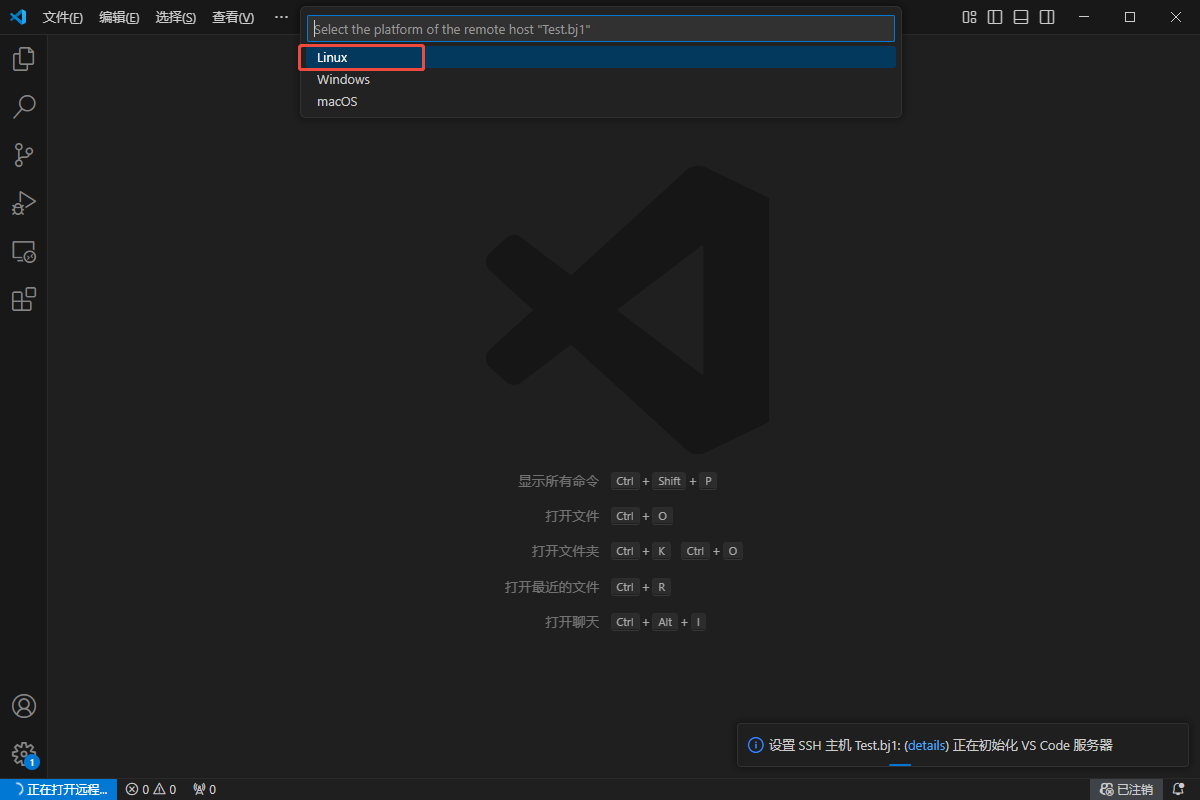 文件(F) 编辑(E) 选择(S) 查看(V) ···
Select the platform of the remote host "Test.bj1"
Linux
Windows
macOS
显示所有命令 Ctrl + Shift + P
打开文件 Ctrl + O
打开文件夹 Ctrl + K Ctrl + O
打开最近的文件 Ctrl + R
打开聊天 Ctrl + Alt + I
设置 SSH 主机 Test.bj1: (details) 正在初始化 VS Code 服务器
1
正在打开远程... 0 0 0 已注销